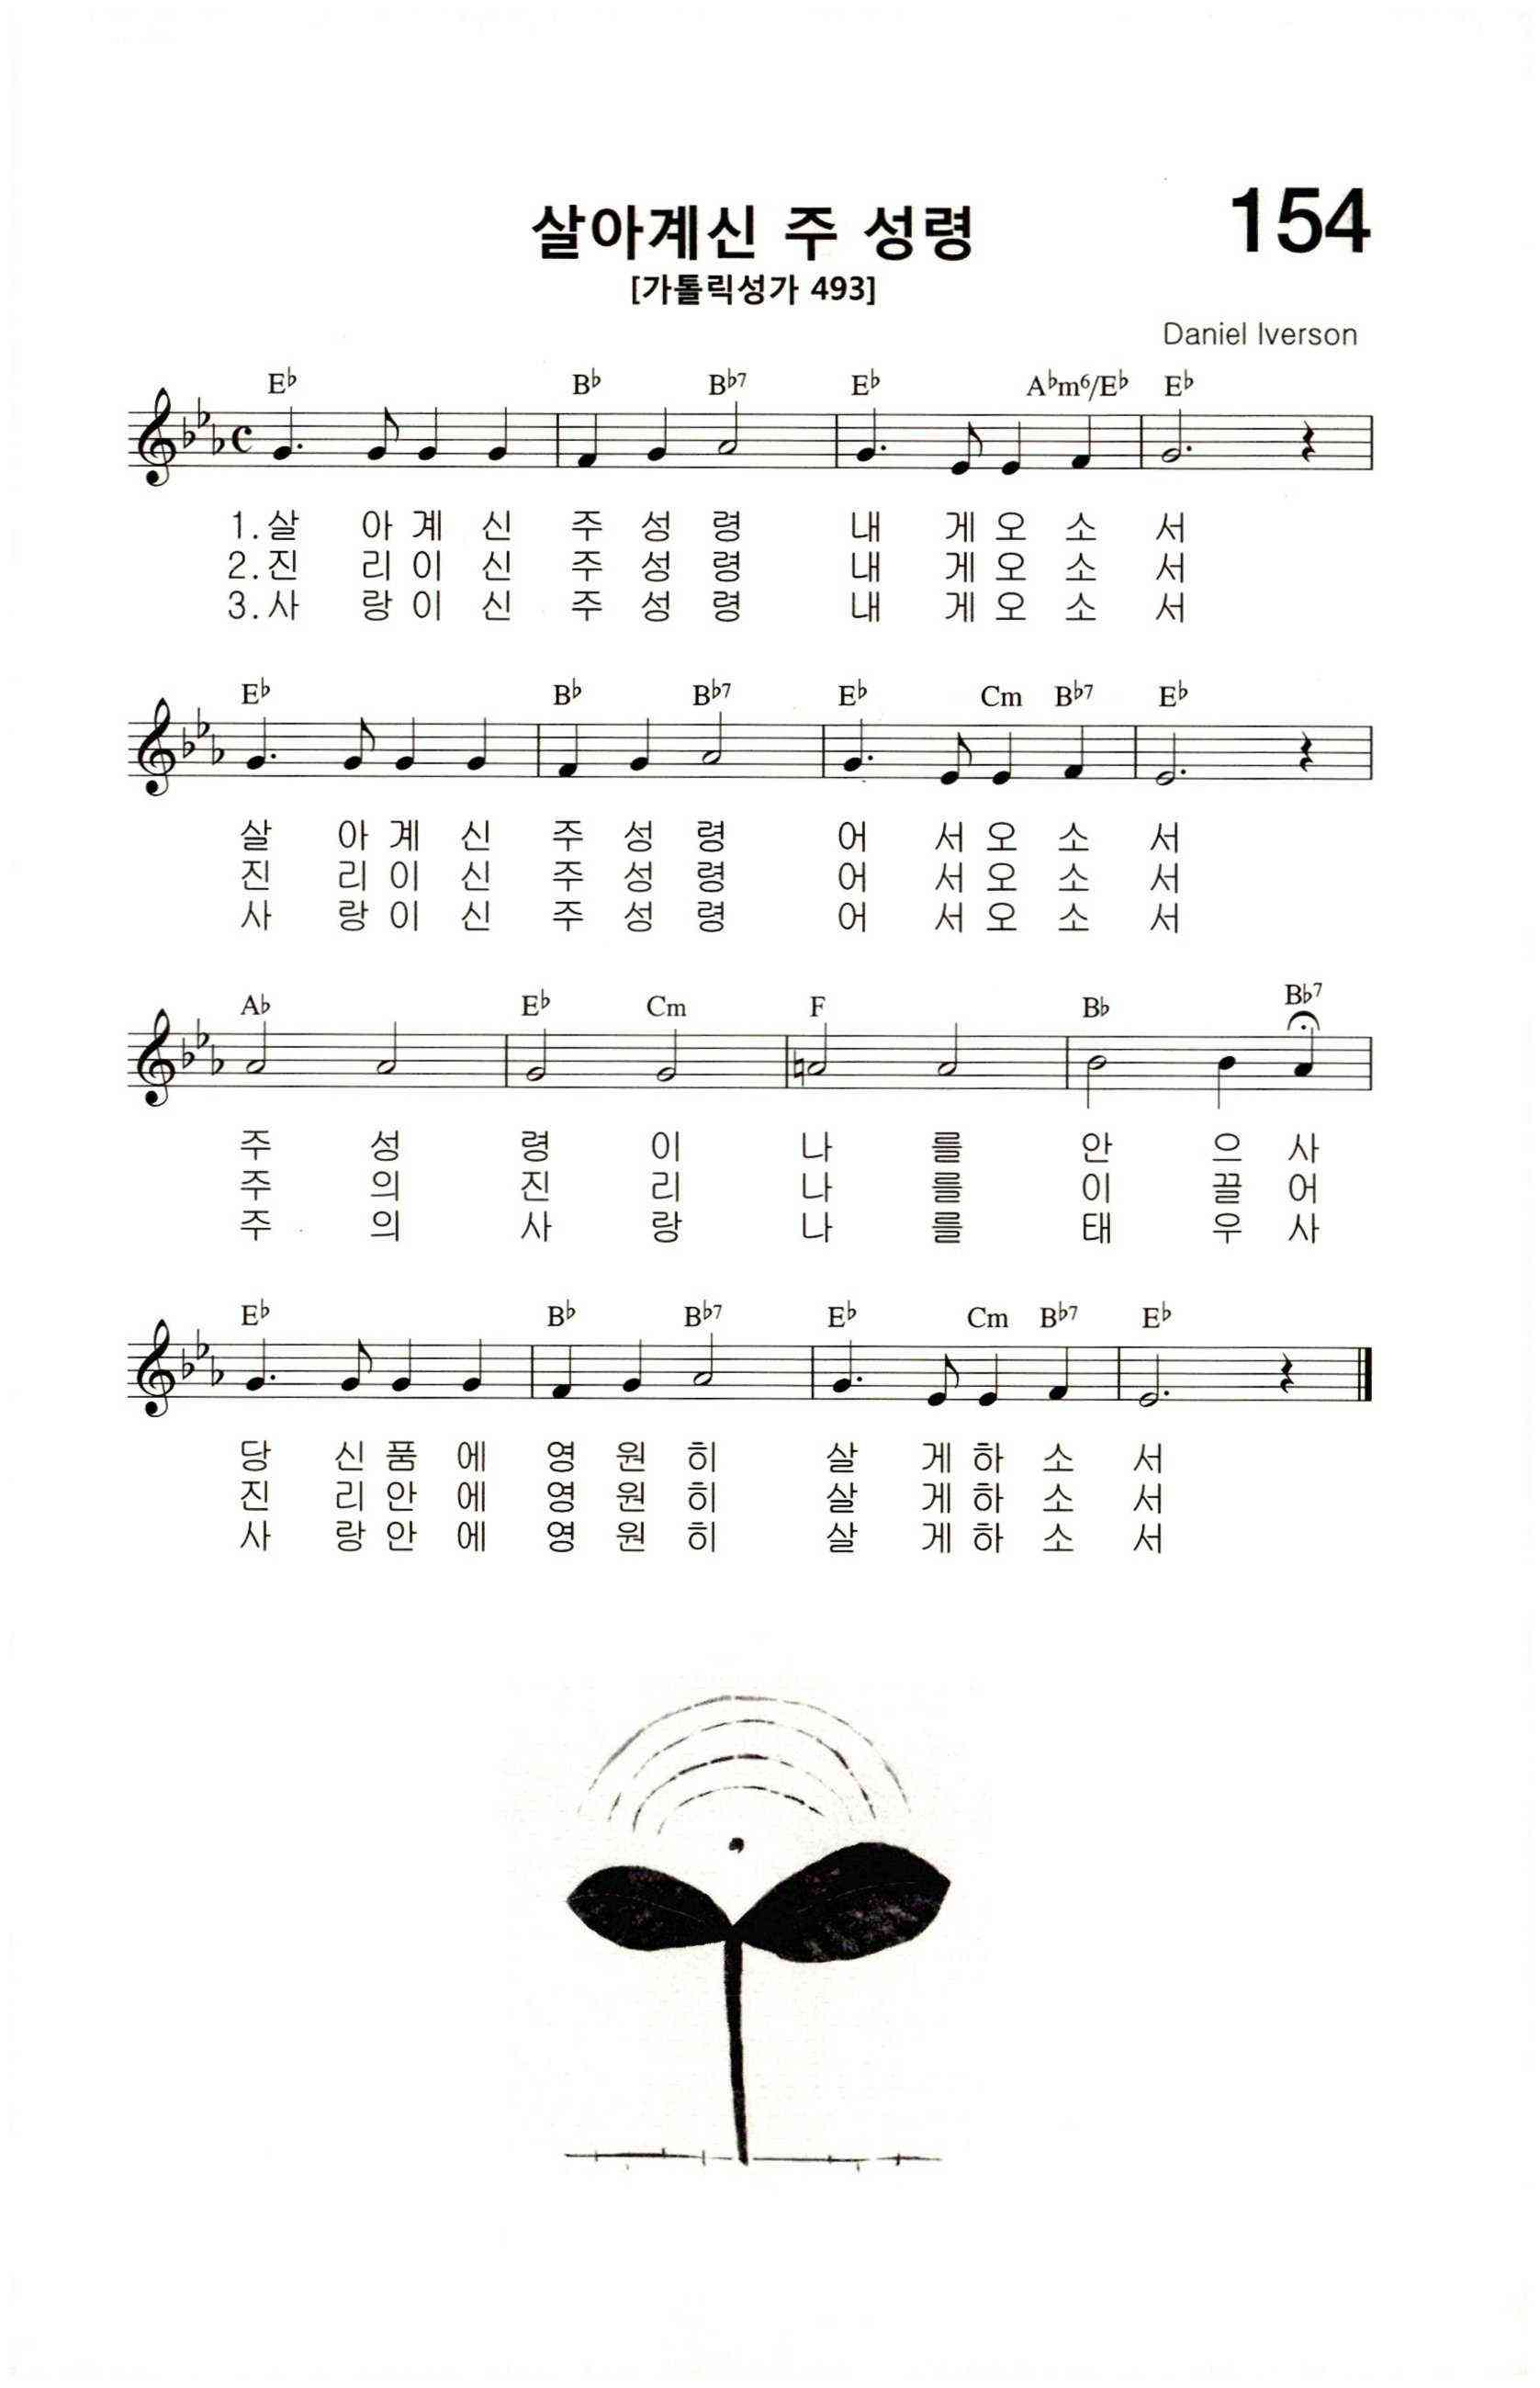 살아계신 주 성령
154
[가톨릭성가 493]
Daniel Iverson
E♭ B♭ B♭7 E♭ A♭m6/E♭ E♭
1.살 아 계 신 주 성 령 내 게 오 소 서
2.진 리 이 신 주 성 령 내 게 오 소 서
3.사 랑 이 신 주 성 령 내 게 오 소 서
E♭ B♭ B♭7 E♭ Cm B♭7 E♭
살 아 계 신 주 성 령 어 서 오 소 서
진 리 이 신 주 성 령 어 서 오 소 서
사 랑 이 신 주 성 령 어 서 오 소 서
A♭ E♭ Cm F B♭ B♭7
주 성 령 이 나 를 안 으 사
주 의 진 리 나 를 이 끌 어
주 의 사 랑 나 를 태 우 사
E♭ B♭ B♭7 E♭ Cm B♭7 E♭
당 신 품 에 영 원 히 살 게 하 소 서
진 리 안 에 영 원 히 살 게 하 소 서
사 랑 안 에 영 원 히 살 게 하 소 서